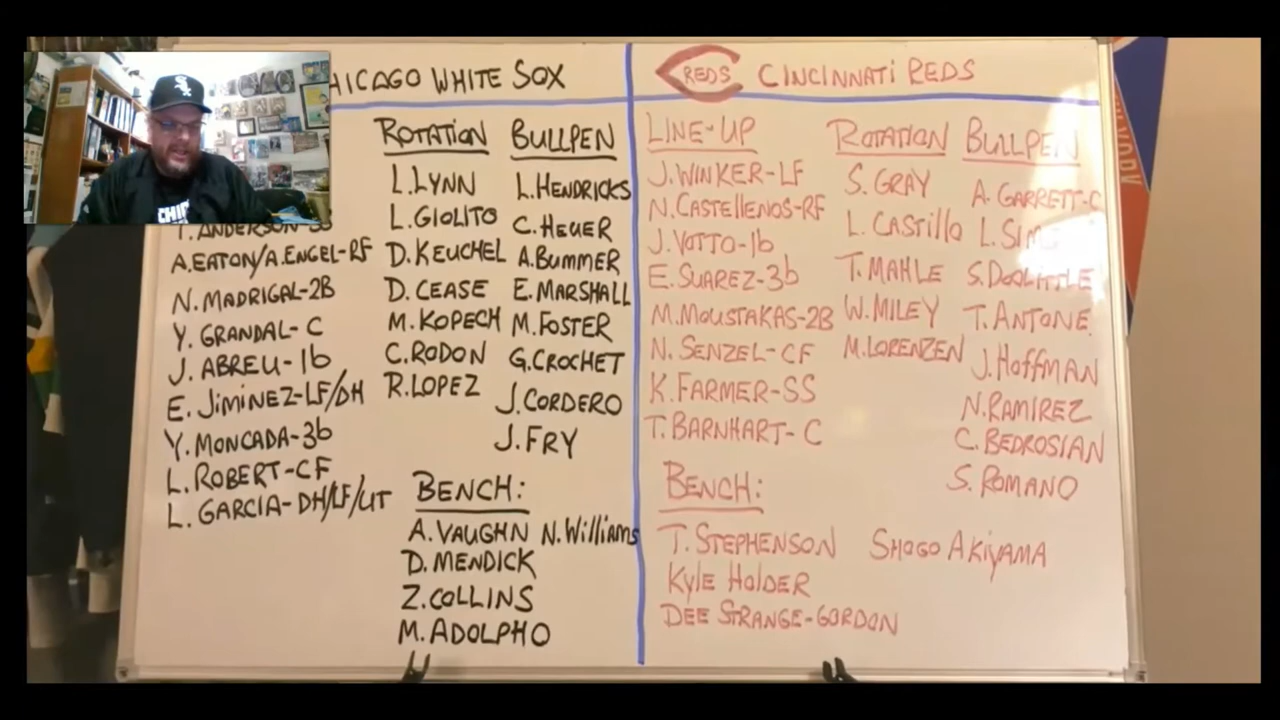 CHICAGO WHITE SOX
T. ANDERSON-SS
A.EATON/A.ENGEL-RF
N. MADRIGAL-2B
Y. GRANDAL-C
J. ABREU-1b
E. JiMiNEZ-LF/DH
Y. MONCADA-3b
L. ROBERT-CF
L. GARCIA-DH/LF/UT
ROTATION
L.LYNN
L.GIOLITO
D.KEUCHEL
D. CEASE
M. KOPECH
C.RODON
R.LOPEZ
BULLPEN
L.HENDRICKS
C. HEUER
A.BUMMER
E. MARSHALL
M.FOSTER
G.CROCHET
J.CORDERO
J. FRY
BENCH:
A.VAUGHN N.Williams
D.MENDICK
Z.COLLINS
M.ADOLPHO
REDS CINCINNATI REDS
LINE-UP
J.WINKER-LF
N.CASTELLENOS-RF
J.VOTTO-1b
E. SUAREZ-3b
M.MOUSTAKAS-2B
N. SENZEL-CF
K.FARMER-SS
T.BARNHART-C
ROTATION
S. GRAY
L. CASTILLO
T.MAHLE
W.MILEY
M.LORENZEN
BULLPEN
A. GARRETT-C
L. SIMS
S.DOOLITTLE
T.ANTONE
J.HOFFMAN
N.RAMIREZ
C. BEDROSIAN
S. ROMANO
BENCH:
T. STEPHENSON SHOGO AKIYAMA
Kyle Holder
DEE STRANGE-GORDON